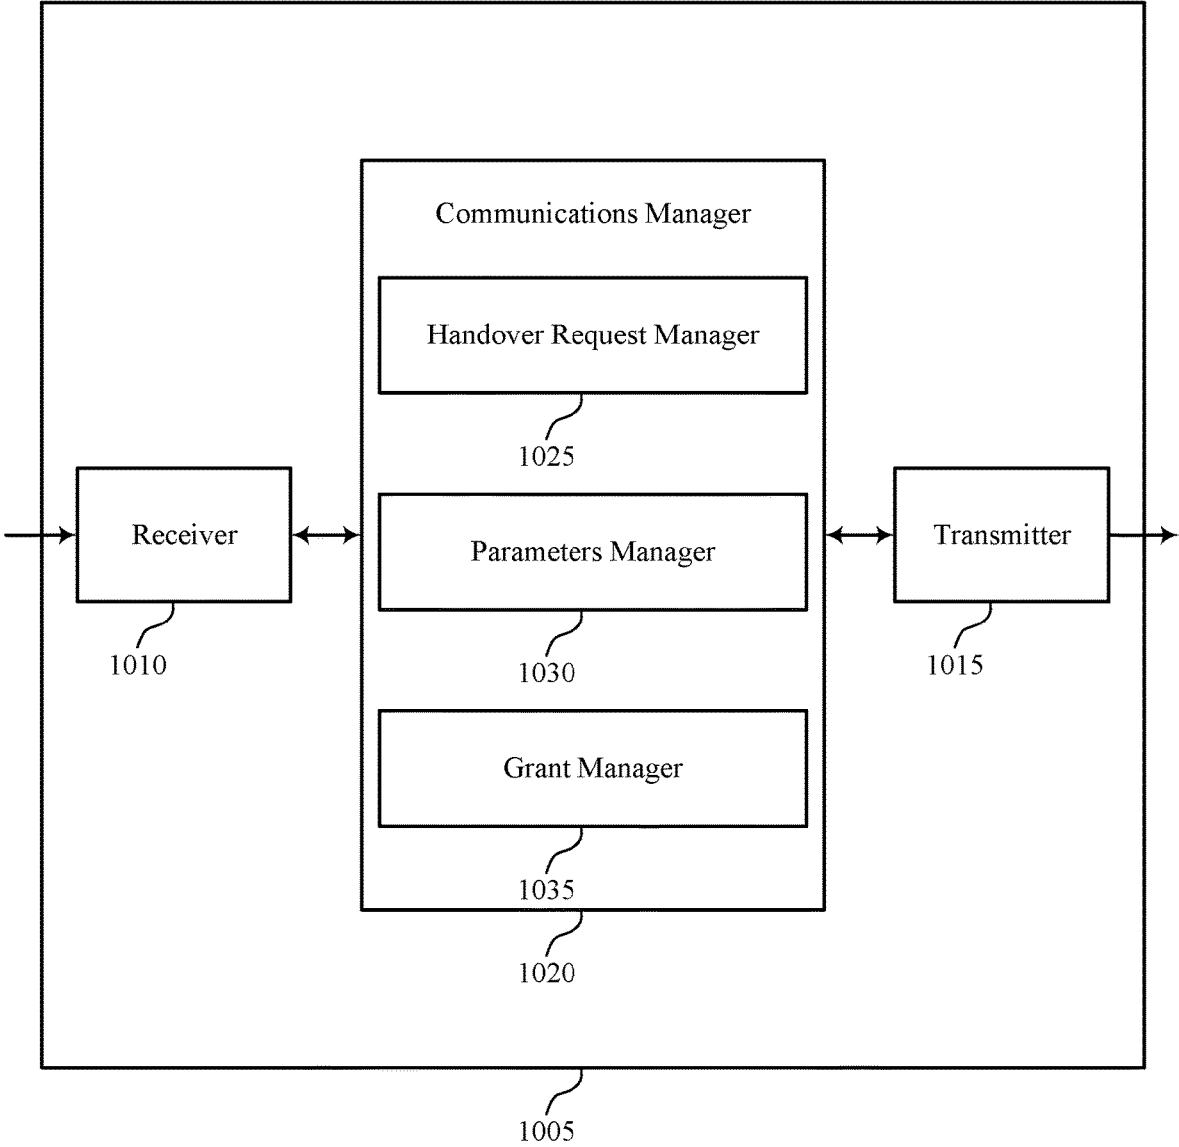 Communications Manager
Handover Request Manager
1025
Receiver
1010
Parameters Manager
1030
Transmitter
1015
Grant Manager
1035
1020
1005